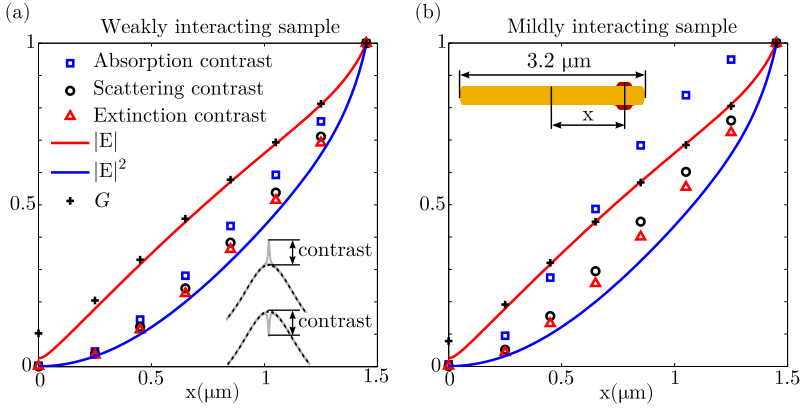 (a) Weakly interacting sample
1
Absorption contrast
Scattering contrast
Extinction contrast
|E|
|E|²
G
0.5
contrast
contrast
0
0 0.5 1 1.5
x(μm)
(b) Mildly interacting sample
1
3.2 μm
x
0.5
0
0 0.5 1 1.5
x(μm)